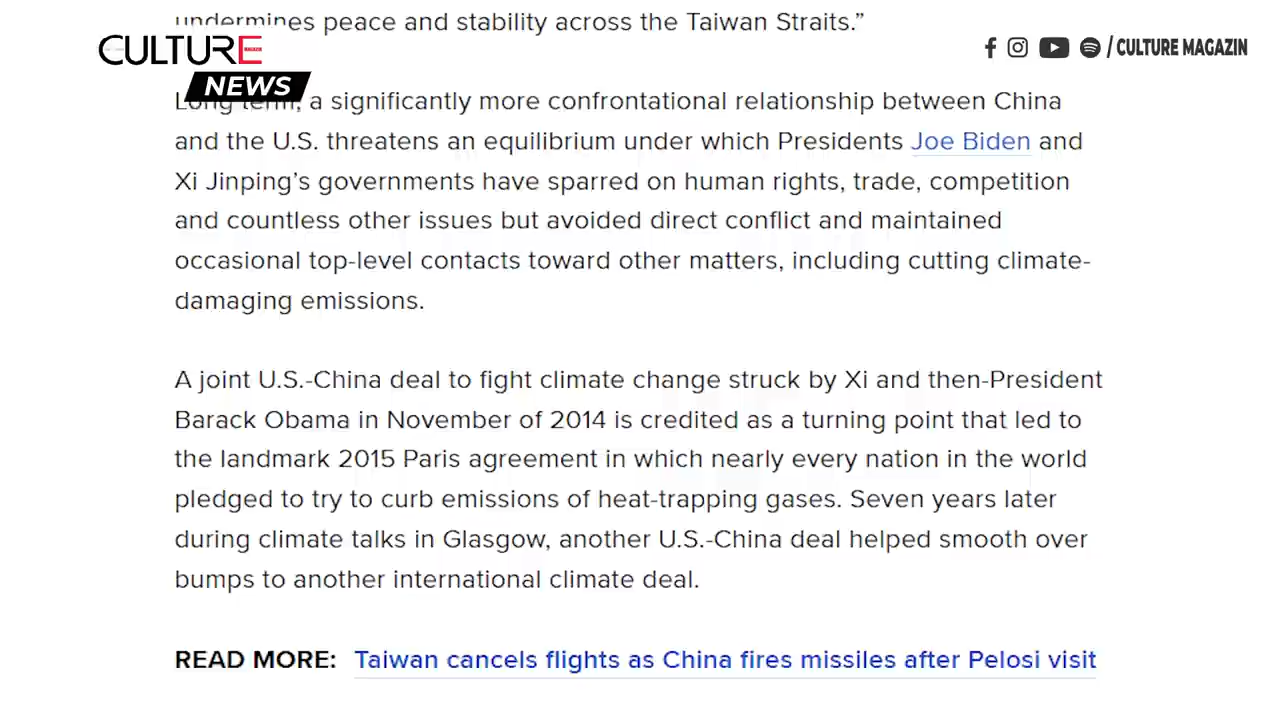 undermines peace and stability across the Taiwan Straits.”
CULTURE
NEWS
/ CULTURE MAGAZIN
Long term, a significantly more confrontational relationship between China
and the U.S. threatens an equilibrium under which Presidents Joe Biden and
Xi Jinping’s governments have sparred on human rights, trade, competition
and countless other issues but avoided direct conflict and maintained
occasional top-level contacts toward other matters, including cutting climate-
damaging emissions.
A joint U.S.-China deal to fight climate change struck by Xi and then-President
Barack Obama in November of 2014 is credited as a turning point that led to
the landmark 2015 Paris agreement in which nearly every nation in the world
pledged to try to curb emissions of heat-trapping gases. Seven years later
during climate talks in Glasgow, another U.S.-China deal helped smooth over
bumps to another international climate deal.
READ MORE: Taiwan cancels flights as China fires missiles after Pelosi visit